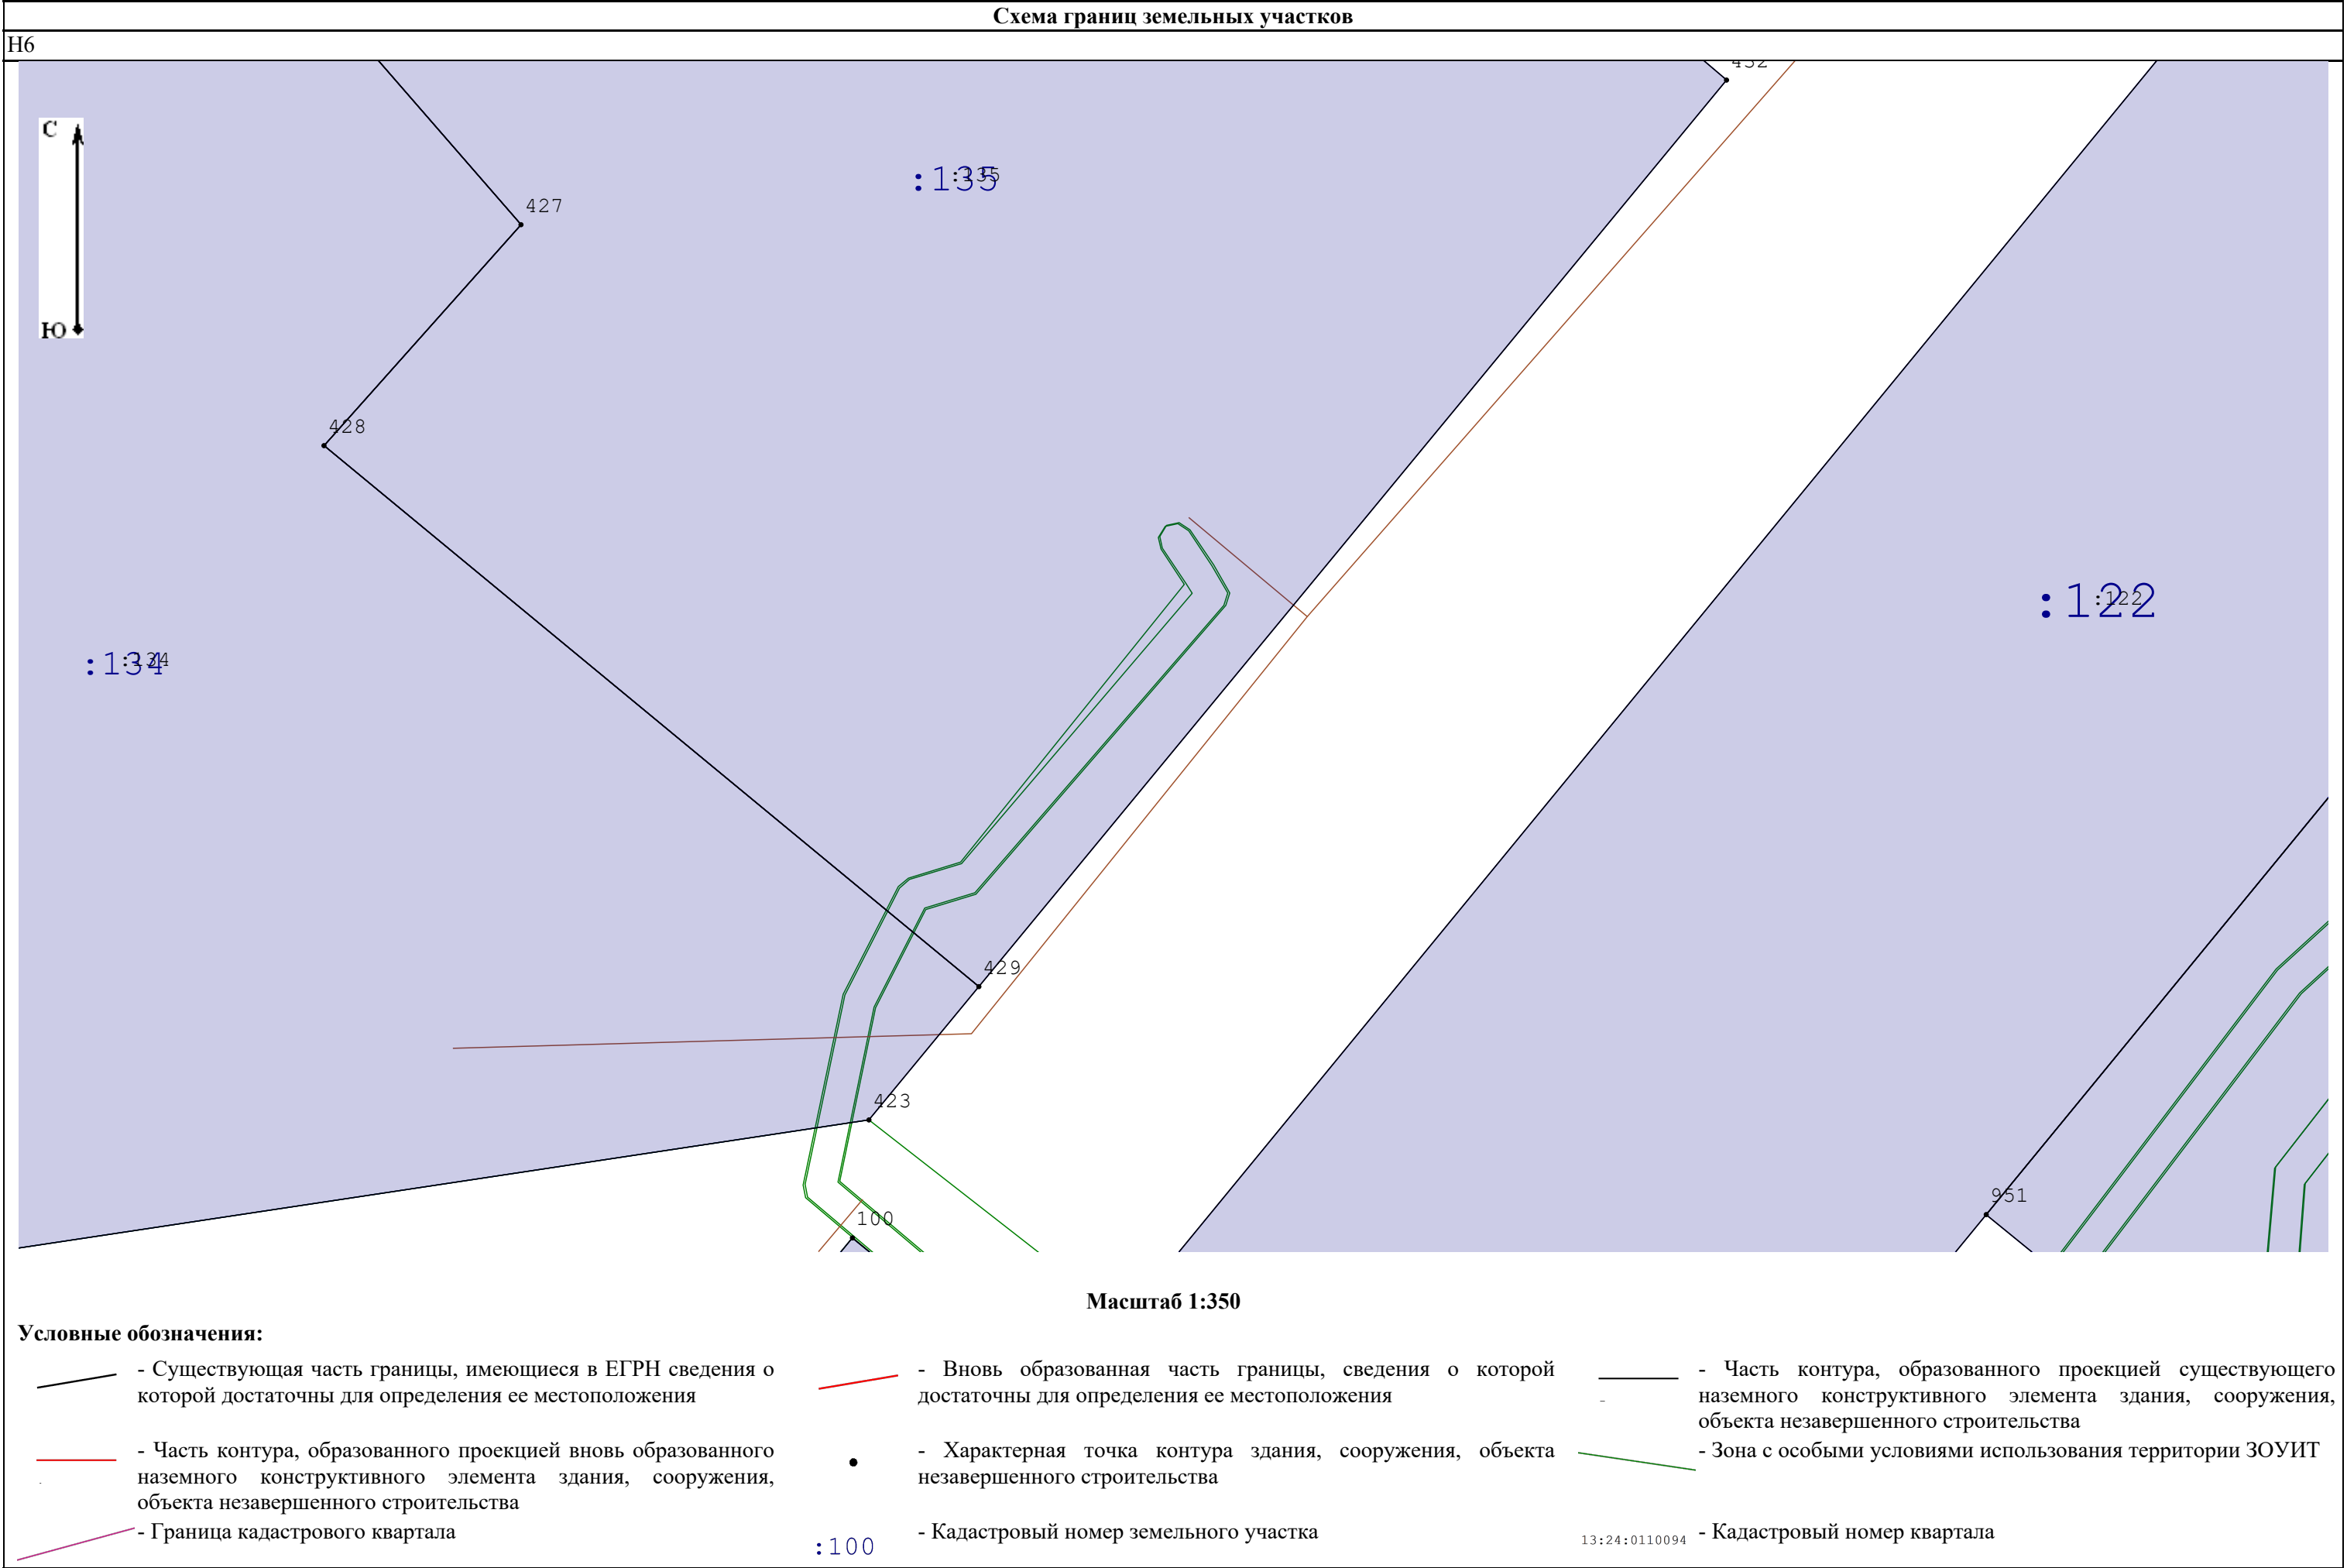 Схема границ земельных участков
Н6
432
С
:135
:135
427
Ю
428
:122
:122
:134
:134
429
423
951
100
Масштаб 1:350
Условные обозначения:
- Существующая часть границы, имеющиеся в ЕГРН сведения о
которой достаточны для определения ее местоположения
- Вновь образованная часть границы, сведения о которой
достаточны для определения ее местоположения
- Часть контура, образованного проекцией существующего
наземного конструктивного элемента здания, сооружения,
объекта незавершенного строительства
- Часть контура, образованного проекцией вновь образованного
наземного конструктивного элемента здания, сооружения,
объекта незавершенного строительства
- Характерная точка контура здания, сооружения, объекта
незавершенного строительства
- Зона с особыми условиями использования территории ЗОУИТ
- Граница кадастрового квартала
:100
- Кадастровый номер земельного участка
13:24:0110094
- Кадастровый номер квартала